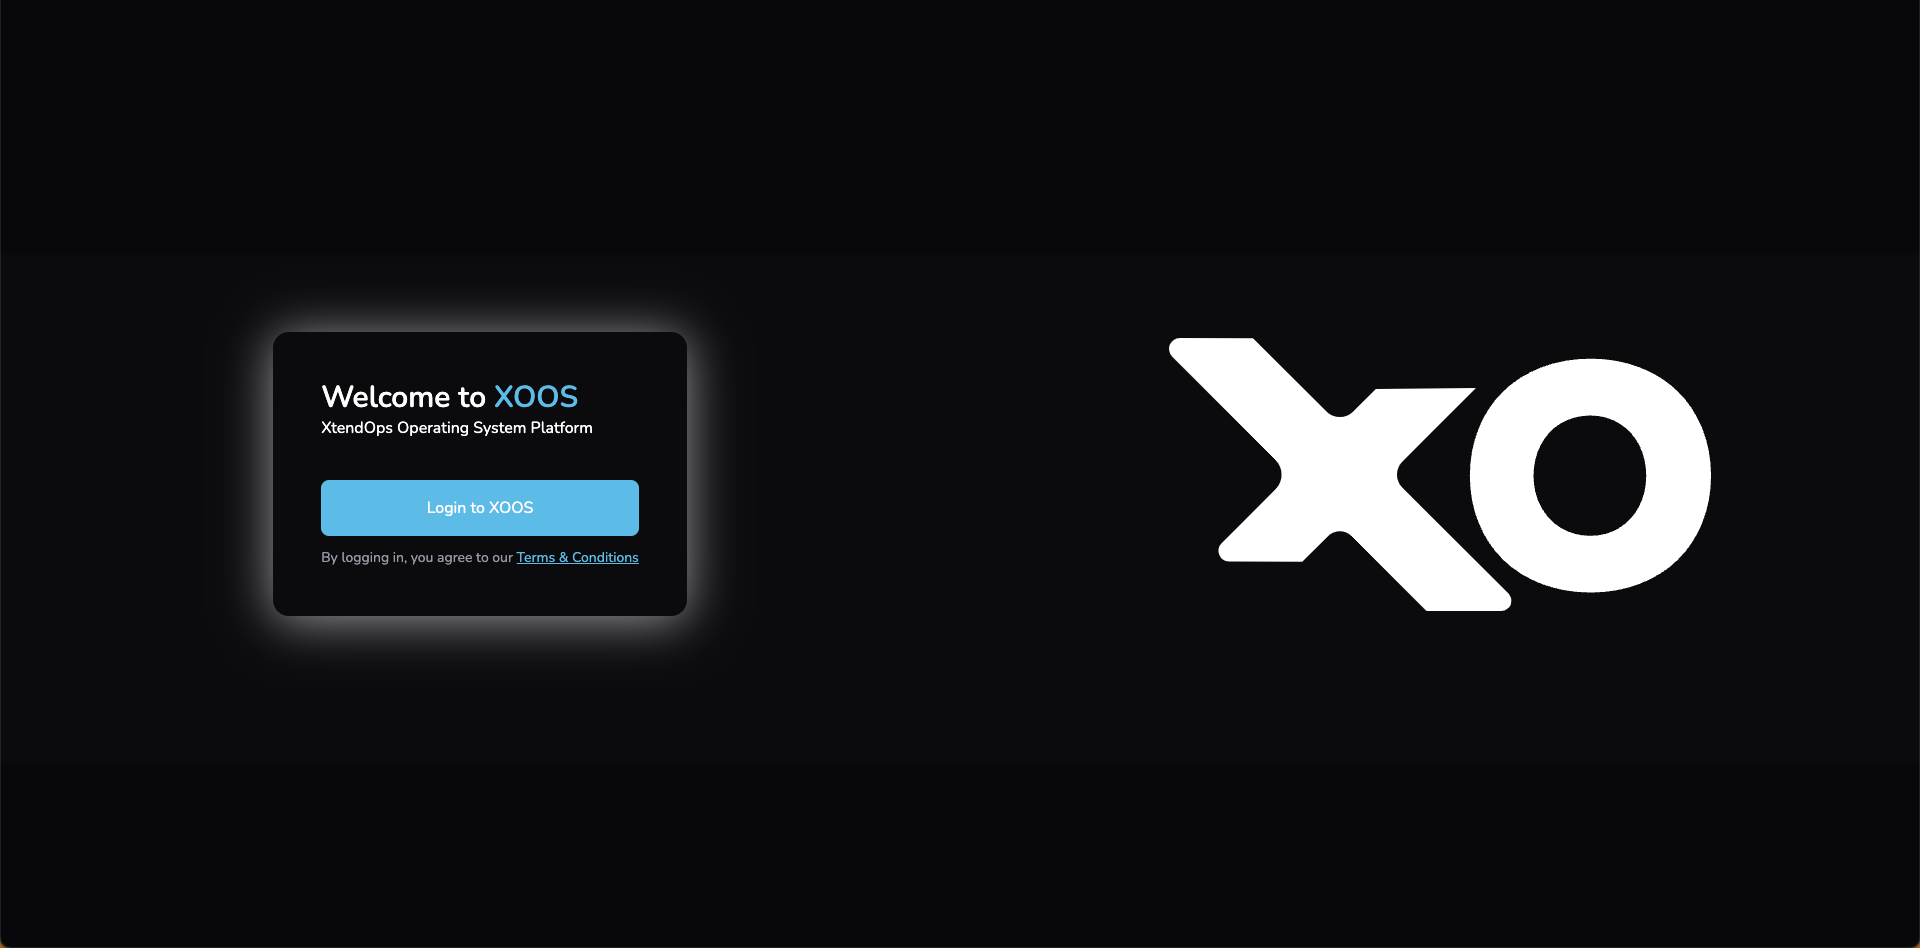 Welcome to XOOS
XtendOps Operating System Platform
Login to XOOS
By logging in, you agree to our Terms & Conditions
XO